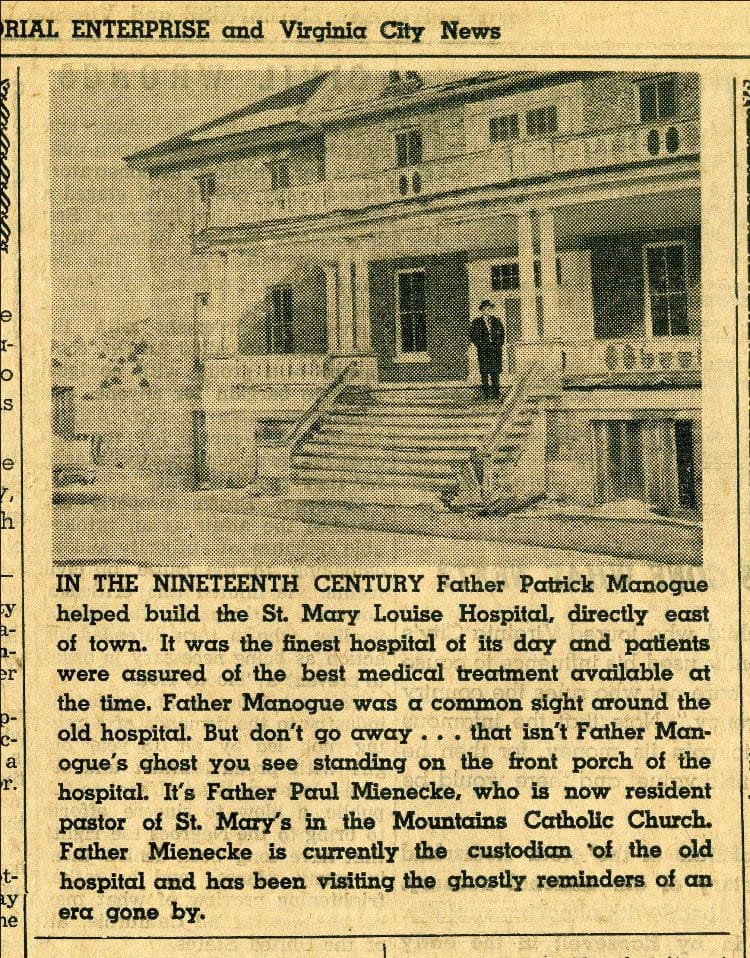 ORIAL ENTERPRISE and Virginia City News
IN THE NINETEENTH CENTURY Father Patrick Manogue
helped build the St. Mary Louise Hospital, directly east
of town. It was the finest hospital of its day and patients
were assured of the best medical treatment available at
the time. Father Manogue was a common sight around the
old hospital. But don't go away . . . that isn't Father Man-
ogue's ghost you see standing on the front porch of the
hospital. It's Father Paul Mienecke, who is now resident
pastor of St. Mary's in the Mountains Catholic Church.
Father Mienecke is currently the custodian of the old
hospital and has been visiting the ghostly reminders of an
era gone by.